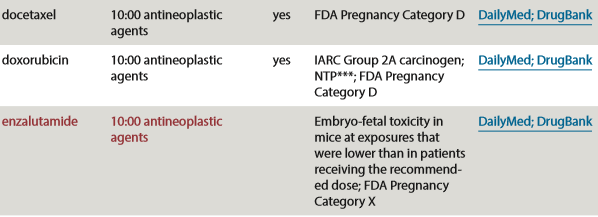 docetaxel 10:00 antineoplastic yes FDA Pregnancy Category D DailyMed; DrugBank
agents
doxorubicin 10:00 antineoplastic yes IARC Group 2A carcinogen; DailyMed; DrugBank
agents NTP***; FDA Pregnancy
Category D
enzalutamide 10:00 antineoplastic Embryo-fetal toxicity in DailyMed; DrugBank
agents mice at exposures that
were lower than in patients
receiving the recommend-
ed dose; FDA Pregnancy
Category X